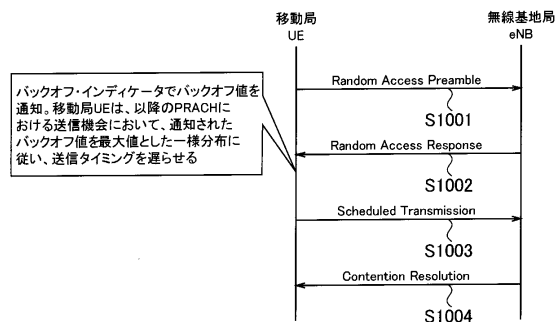 移動局
UE
無線基地局
eNB
バックオフ・インディケータでバックオフ値を
通知。移動局UEは、以降のPRACHに
おける送信機会において、通知された
バックオフ値を最大値とした一様分布に
従い、送信タイミングを遅らせる
Random Access Preamble
S1001
Random Access Response
S1002
Scheduled Transmission
S1003
Contention Resolution
S1004